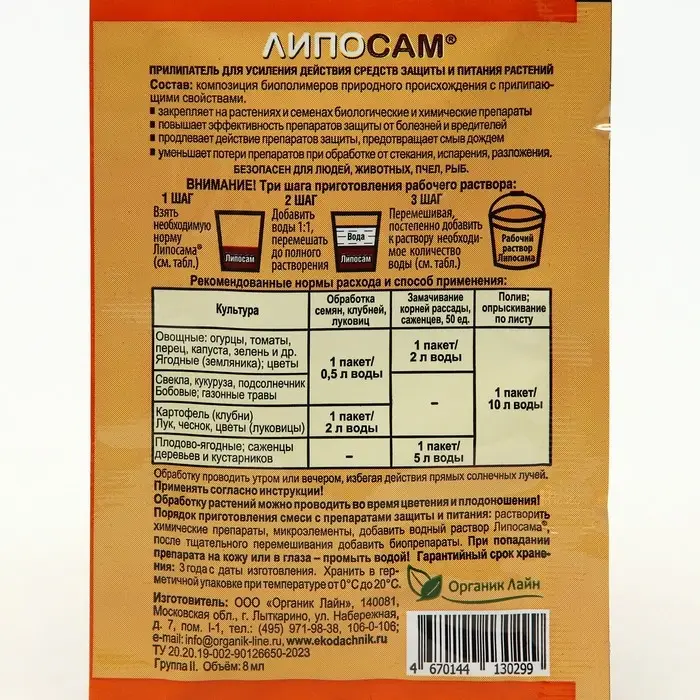 ЛИПОСАМ®
ПРИЛИПАТЕЛЬ ДЛЯ УСИЛЕНИЯ ДЕЙСТВИЯ СРЕДСТВ ЗАЩИТЫ И ПИТАНИЯ РАСТЕНИЙ
Состав: композиция биополимеров природного происхождения с прилипаю-
щими свойствами.
■ закрепляет на растениях и семенах биологические и химические препараты
■ повышает эффективность препаратов защиты от болезней и вредителей
■ продлевает действие препаратов защиты, предотвращает смыв дождем
■ уменьшает потери препаратов при обработке от стекания, испарения, разложения.
БЕЗОПАСЕН ДЛЯ ЛЮДЕЙ, ЖИВОТНЫХ, ПЧЕЛ, РЫБ.
ВНИМАНИЕ! Три шага приготовления рабочего раствора:
1 ШАГ
Взять
необходимую
норму
Липосама®
(см. табл.)
Липосам
2 ШАГ
Добавить
воды 1:1,
перемешать
до полного
растворения
Вода
Липосам
3 ШАГ
Перемешивая,
постепенно добавить
к раствору необходи-
мое количество
воды (см. табл.)
Рабочий
раствор
Липосама
Рекомендованные нормы расхода и способ применения:
Культура
Обработка
семян, клубней,
луковиц
Замачивание
корней рассады,
саженцев, 50 ед.
Полив;
опрыскивание
по листу
Овощные: огурцы, томаты,
перец, капуста, зелень и др.
Ягодные (земляника); цветы
1 пакет/
0,5 л воды
1 пакет/
2 л воды
1 пакет/
10 л воды
Свекла, кукуруза, подсолнечник
Бобовые; газонные травы
–
Картофель (клубни)
Лук, чеснок, цветы (луковицы)
1 пакет/
2 л воды
Плодово-ягодные; саженцы
деревьев и кустарников
–
1 пакет/
5 л воды
Обработку проводить утром или вечером, избегая действия прямых солнечных лучей.
Применять согласно инструкции!
Обработку растений можно проводить во время цветения и плодоношения!
Порядок приготовления смеси с препаратами защиты и питания: растворить
химические препараты, микроэлементы, добавить водный раствор Липосама®,
после тщательного перемешивания добавить биопрепараты. При попадании
препарата на кожу или в глаза – промыть водой! Гарантийный срок хране-
ния: 3 года с даты изготовления. Хранить в гер-
метичной упаковке при температуре от 0°С до 20°С.
Органик Лайн
Изготовитель: ООО «Органик Лайн», 140081,
Московская обл., г. Лыткарино, ул. Набережная,
д. 7, пом. I-1, тел.: (495) 971-98-38, 106-0-106;
e-mail: info@organik-line.ru, www.ekodachnik.ru
ТУ 20.20.19-002-90126650-2023
Группа II. Объём: 8 мл
4 670144 130299